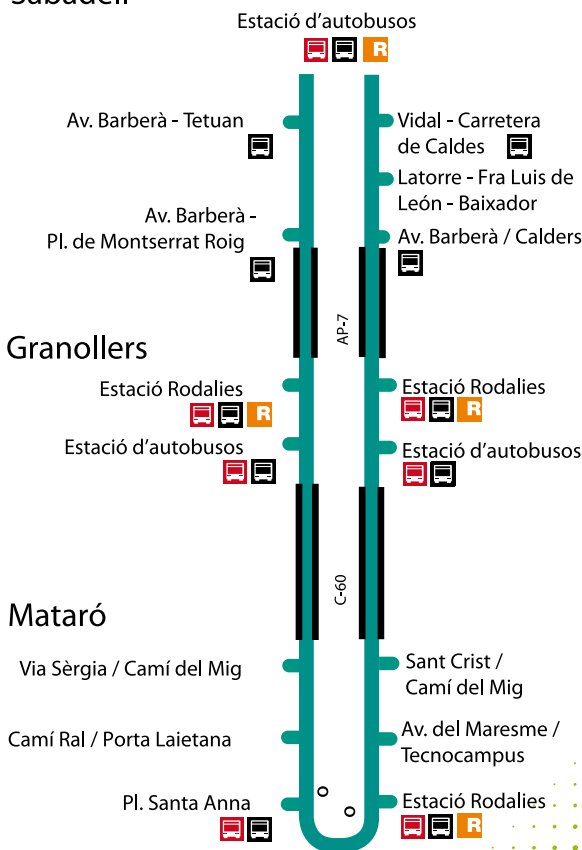 Sabadell
Estació d'autobusos
R
Av. Barberà - Tetuan
Vidal - Carretera
de Caldes
Latorre - Fra Luis de
León - Baixador
Av. Barberà -
Pl. de Montserrat Roig
Av. Barberà / Calders
AP-7
Granollers
Estació Rodalies
R
Estació Rodalies
R
Estació d'autobusos
Estació d'autobusos
C-60
Mataró
Via Sèrgia / Camí del Mig
Sant Crist /
Camí del Mig
Camí Ral / Porta Laietana
Av. del Maresme /
Tecnocampus
Pl. Santa Anna
Estació Rodalies
R